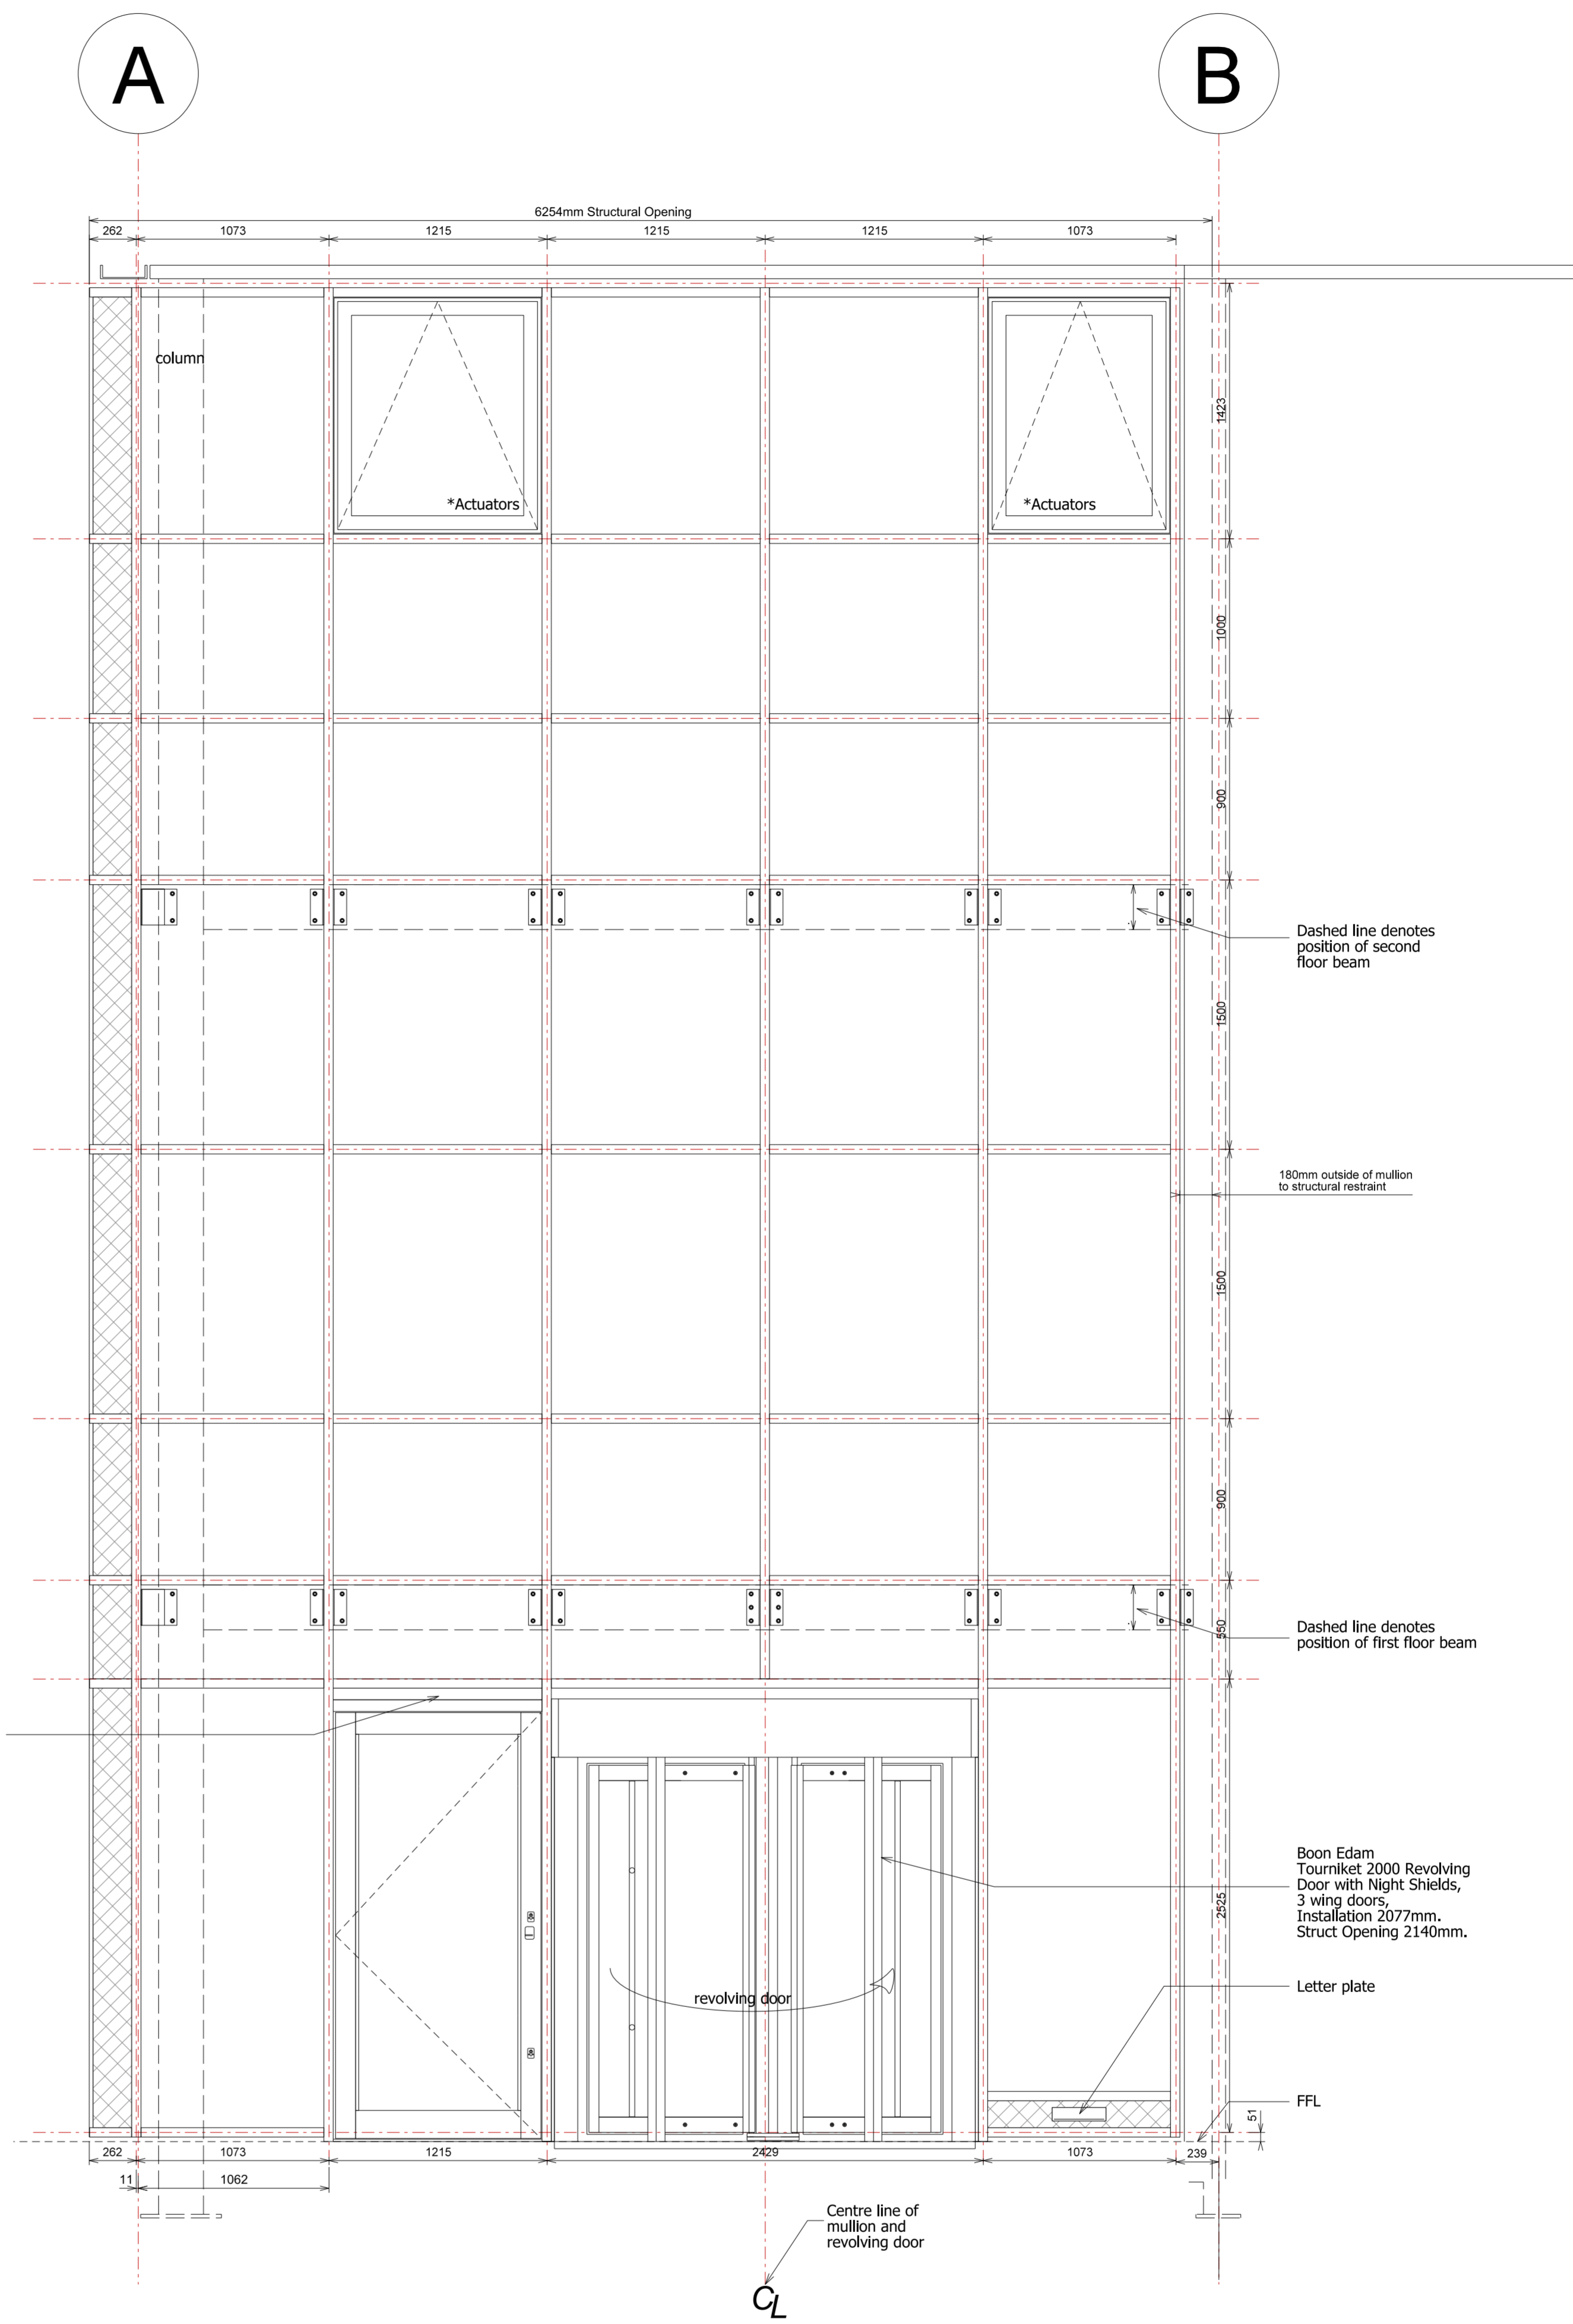 A
B
6254mm Structural Opening
262
1073
1215
1215
1215
1073
column
1423
*Actuators
*Actuators
1000
900
Dashed line denotes
position of second
floor beam
1500
180mm outside of mullion
to structural restraint
1500
900
Dashed line denotes
position of first floor beam
550
Boon Edam
Tourniket 2000 Revolving
Door with Night Shields,
3 wing doors,
Installation 2077mm.
Struct Opening 2140mm.
2525
Letter plate
revolving door
FFL
51
262
1073
1215
2429
1073
239
11
1062
Centre line of
mullion and
revolving door
CL